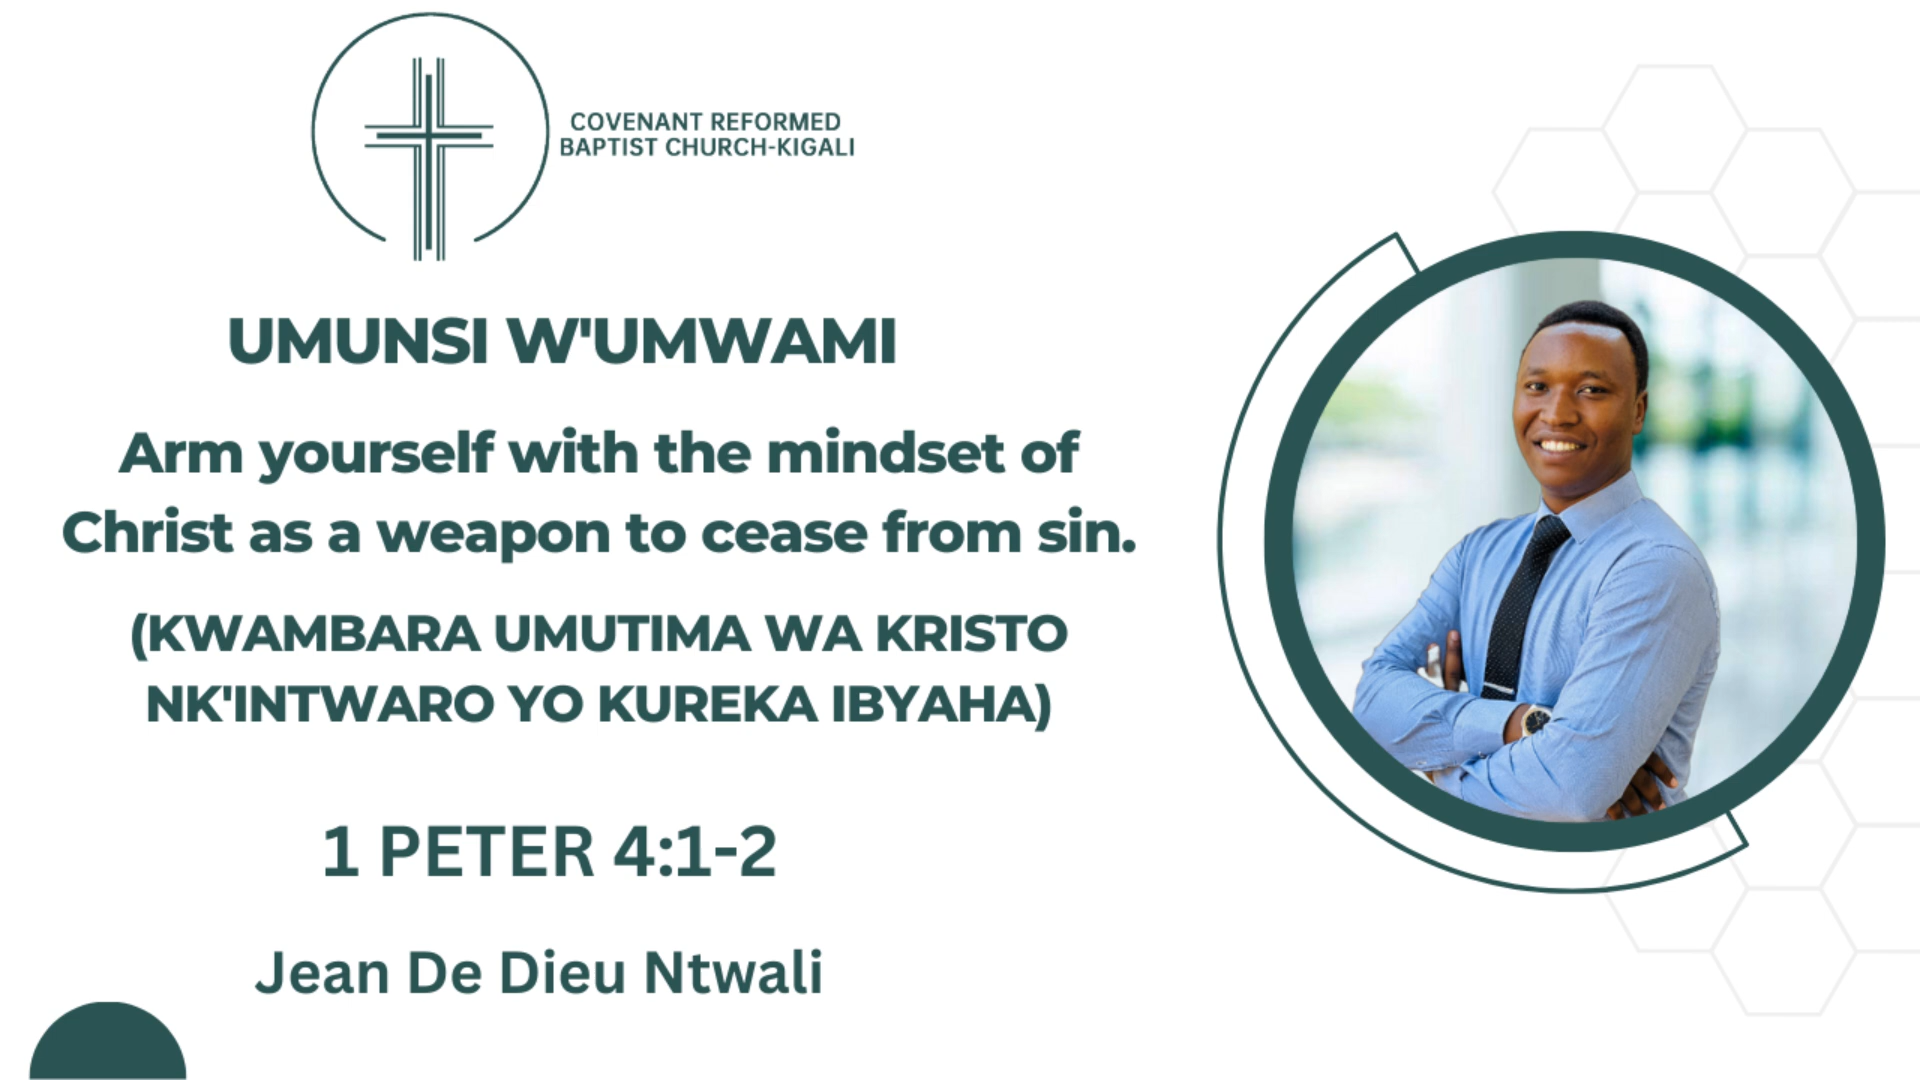 COVENANT REFORMED
BAPTIST CHURCH-KIGALI
UMUNSI W'UMWAMI
Arm yourself with the mindset of
Christ as a weapon to cease from sin.
(KWAMBARA UMUTIMA WA KRISTO
NK'INTWARO YO KUREKA IBYAHA)
1 PETER 4:1-2
Jean De Dieu Ntwali